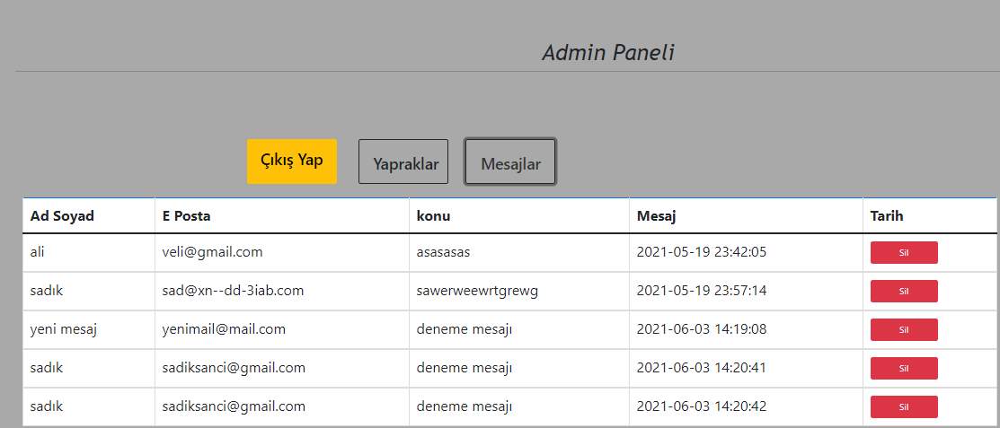 Admin Paneli
Çıkış Yap Yapraklar Mesajlar
Ad Soyad E Posta konu Mesaj Tarih
ali veli@gmail.com asasasas 2021-05-19 23:42:05 Sil
sadık sad@xn--dd-3iab.com sawerweewrtgrewg 2021-05-19 23:57:14 Sil
yeni mesaj yenimail@mail.com deneme mesajı 2021-06-03 14:19:08 Sil
sadık sadiksanci@gmail.com deneme mesajı 2021-06-03 14:20:41 Sil
sadık sadiksanci@gmail.com deneme mesajı 2021-06-03 14:20:42 Sil